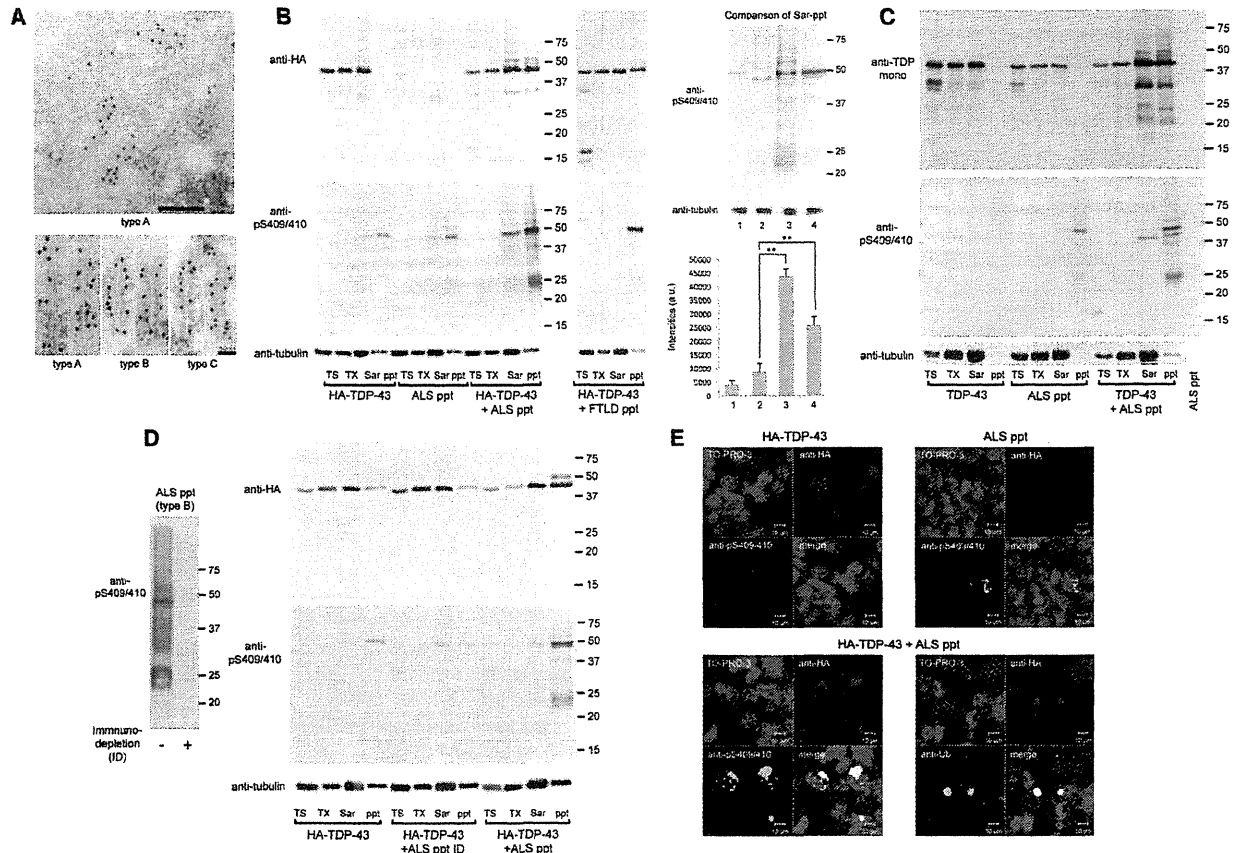 A
type A
type A type B type C
B
anti-HA
75
50
37
25
20
15
anti-pS409/410
75
50
37
25
20
15
anti-tubulin
TS TX Sar ppt TS TX Sar ppt TS TX Sar ppt TS TX Sar ppt
HA-TDP-43
ALS ppt
HA-TDP-43
+ ALS ppt
HA-TDP-43
+ FTLD ppt
Comparison of Sar-ppt
anti-pS409/410
75
50
37
25
20
anti-tubulin
1 2 3 4
Intensities (a.u.)
50000
45000
40000
35000
30000
25000
20000
15000
10000
5000
0
** **
1 2 3 4
C
anti-TDP
mono
75
50
37
25
20
15
anti-pS409/410
75
50
37
25
20
15
anti-tubulin
TS TX Sar ppt TS TX Sar ppt TS TX Sar ppt
TDP-43
ALS ppt
TDP-43
+ ALS ppt
ALS ppt
D
ALS ppt
(type B)
anti-
pS409/410
75
50
37
25
20
Immuno-
depletion
(ID)
- +
anti-HA
75
50
37
25
20
15
anti-
pS409/410
75
50
37
25
20
15
anti-tubulin
TS TX Sar ppt TS TX Sar ppt TS TX Sar ppt
HA-TDP-43
HA-TDP-43
+ALS ppt ID
HA-TDP-43
+ALS ppt
E
HA-TDP-43
TO-PRO-3 anti-HA
anti-pS409/410 merge
ALS ppt
TO-PRO-3 anti-HA
anti-pS409/410 merge
HA-TDP-43 + ALS ppt
TO-PRO-3 anti-HA
anti-pS409/410 merge
TO-PRO-3 anti-HA
anti-Ub merge